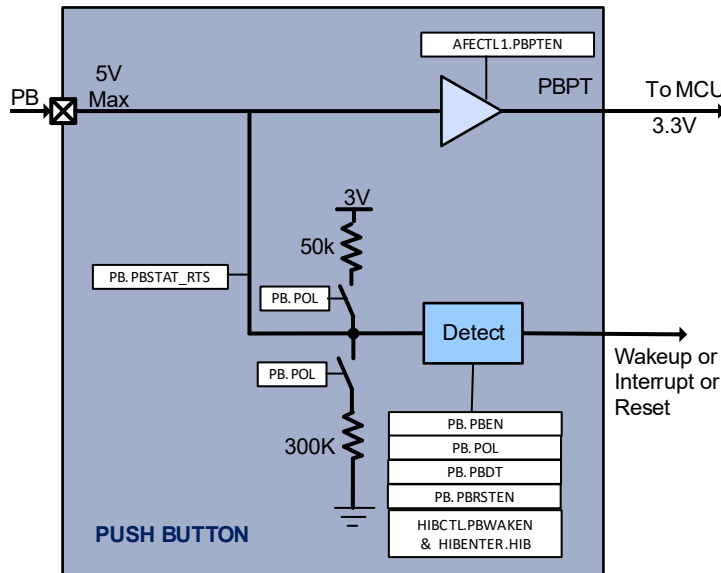 AFECTL1.PBPTEN
PB
5V
Max
PBPT
To MCU
3.3V
3V
50k
PB.PBSTAT_RTS
PB.POL
Detect
Wakeup or
Interrupt or
Reset
PB.POL
300K
PB.PBEN
PB.POL
PB.PBDT
PB.PBRSTEN
HIBCTL.PBWAKEN
& HIBENTER.HIB
PUSH BUTTON